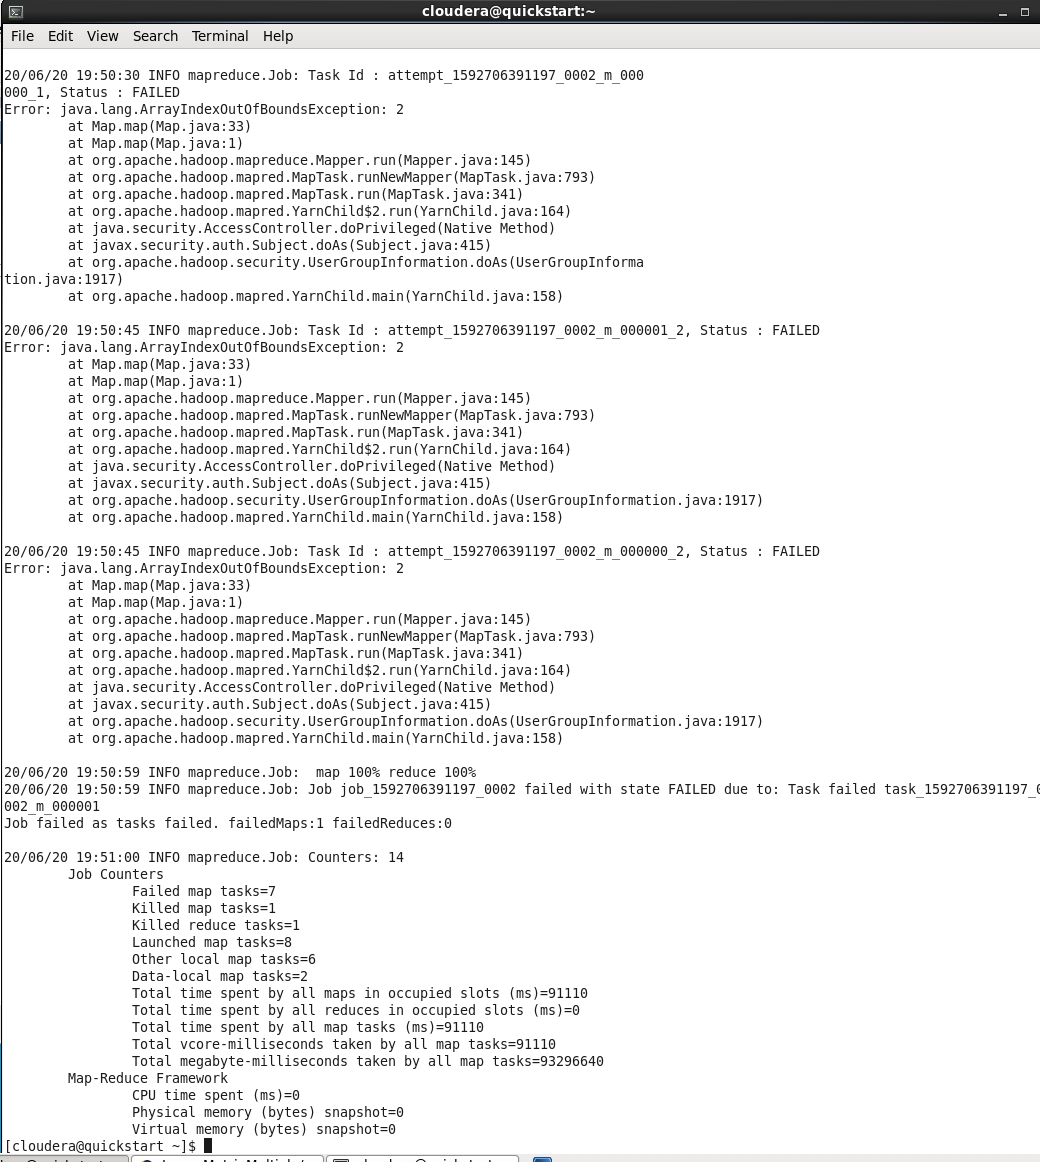 cloudera@quickstart:~
File Edit View Search Terminal Help
20/06/20 19:50:30 INFO mapreduce.Job: Task Id : attempt_1592706391197_0002_m_000
000_1, Status : FAILED
Error: java.lang.ArrayIndexOutOfBoundsException: 2
at Map.map(Map.java:33)
at Map.map(Map.java:1)
at org.apache.hadoop.mapreduce.Mapper.run(Mapper.java:145)
at org.apache.hadoop.mapred.MapTask.runNewMapper(MapTask.java:793)
at org.apache.hadoop.mapred.MapTask.run(MapTask.java:341)
at org.apache.hadoop.mapred.YarnChild$2.run(YarnChild.java:164)
at java.security.AccessController.doPrivileged(Native Method)
at javax.security.auth.Subject.doAs(Subject.java:415)
at org.apache.hadoop.security.UserGroupInformation.doAs(UserGroupInforma
tion.java:1917)
at org.apache.hadoop.mapred.YarnChild.main(YarnChild.java:158)
20/06/20 19:50:45 INFO mapreduce.Job: Task Id : attempt_1592706391197_0002_m_000001_2, Status : FAILED
Error: java.lang.ArrayIndexOutOfBoundsException: 2
at Map.map(Map.java:33)
at Map.map(Map.java:1)
at org.apache.hadoop.mapreduce.Mapper.run(Mapper.java:145)
at org.apache.hadoop.mapred.MapTask.runNewMapper(MapTask.java:793)
at org.apache.hadoop.mapred.MapTask.run(MapTask.java:341)
at org.apache.hadoop.mapred.YarnChild$2.run(YarnChild.java:164)
at java.security.AccessController.doPrivileged(Native Method)
at javax.security.auth.Subject.doAs(Subject.java:415)
at org.apache.hadoop.security.UserGroupInformation.doAs(UserGroupInformation.java:1917)
at org.apache.hadoop.mapred.YarnChild.main(YarnChild.java:158)
20/06/20 19:50:45 INFO mapreduce.Job: Task Id : attempt_1592706391197_0002_m_000000_2, Status : FAILED
Error: java.lang.ArrayIndexOutOfBoundsException: 2
at Map.map(Map.java:33)
at Map.map(Map.java:1)
at org.apache.hadoop.mapreduce.Mapper.run(Mapper.java:145)
at org.apache.hadoop.mapred.MapTask.runNewMapper(MapTask.java:793)
at org.apache.hadoop.mapred.MapTask.run(MapTask.java:341)
at org.apache.hadoop.mapred.YarnChild$2.run(YarnChild.java:164)
at java.security.AccessController.doPrivileged(Native Method)
at javax.security.auth.Subject.doAs(Subject.java:415)
at org.apache.hadoop.security.UserGroupInformation.doAs(UserGroupInformation.java:1917)
at org.apache.hadoop.mapred.YarnChild.main(YarnChild.java:158)
20/06/20 19:50:59 INFO mapreduce.Job:  map 100% reduce 100%
20/06/20 19:50:59 INFO mapreduce.Job: Job job_1592706391197_0002 failed with state FAILED due to: Task failed task_1592706391197_0
002_m_000001
Job failed as tasks failed. failedMaps:1 failedReduces:0
20/06/20 19:51:00 INFO mapreduce.Job: Counters: 14
Job Counters
Failed map tasks=7
Killed map tasks=1
Killed reduce tasks=1
Launched map tasks=8
Other local map tasks=6
Data-local map tasks=2
Total time spent by all maps in occupied slots (ms)=91110
Total time spent by all reduces in occupied slots (ms)=0
Total time spent by all map tasks (ms)=91110
Total vcore-milliseconds taken by all map tasks=91110
Total megabyte-milliseconds taken by all map tasks=93296640
Map-Reduce Framework
CPU time spent (ms)=0
Physical memory (bytes) snapshot=0
Virtual memory (bytes) snapshot=0
[cloudera@quickstart ~]$